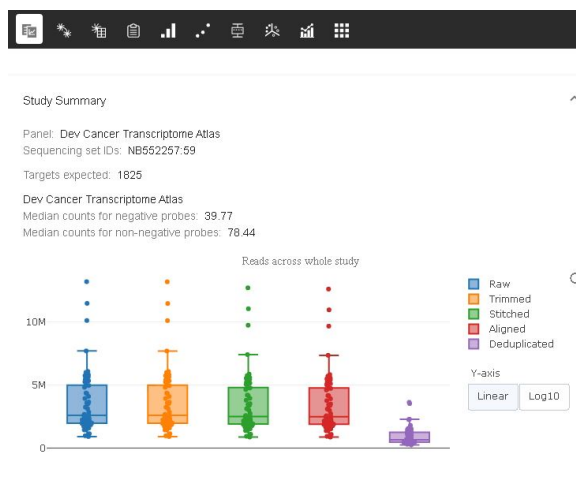 Study Summary
Panel: Dev Cancer Transcriptome Atlas
Sequencing set IDs: NB552257:59
Targets expected: 1825
Dev Cancer Transcriptome Atlas
Median counts for negative probes: 39.77
Median counts for non-negative probes: 78.44
Reads across whole study
10M
5M
0
Raw
Trimmed
Stitched
Aligned
Deduplicated
Y-axis
Linear Log10